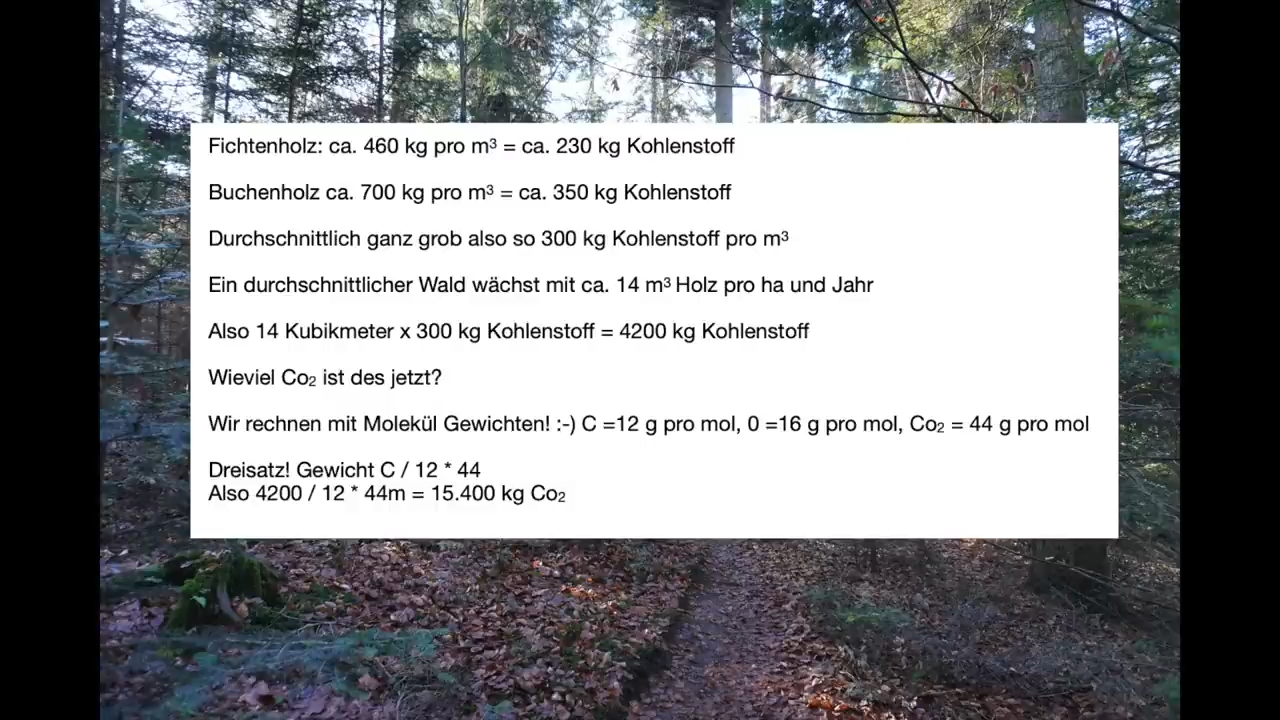 Fichtenholz: ca. 460 kg pro m³ = ca. 230 kg Kohlenstoff
Buchenholz ca. 700 kg pro m³ = ca. 350 kg Kohlenstoff
Durchschnittlich ganz grob also so 300 kg Kohlenstoff pro m³
Ein durchschnittlicher Wald wächst mit ca. 14 m³ Holz pro ha und Jahr
Also 14 Kubikmeter x 300 kg Kohlenstoff = 4200 kg Kohlenstoff
Wieviel Co₂ ist des jetzt?
Wir rechnen mit Molekül Gewichten! :-) C =12 g pro mol, 0 =16 g pro mol, Co₂ = 44 g pro mol
Dreisatz! Gewicht C / 12 * 44
Also 4200 / 12 * 44m = 15.400 kg Co₂